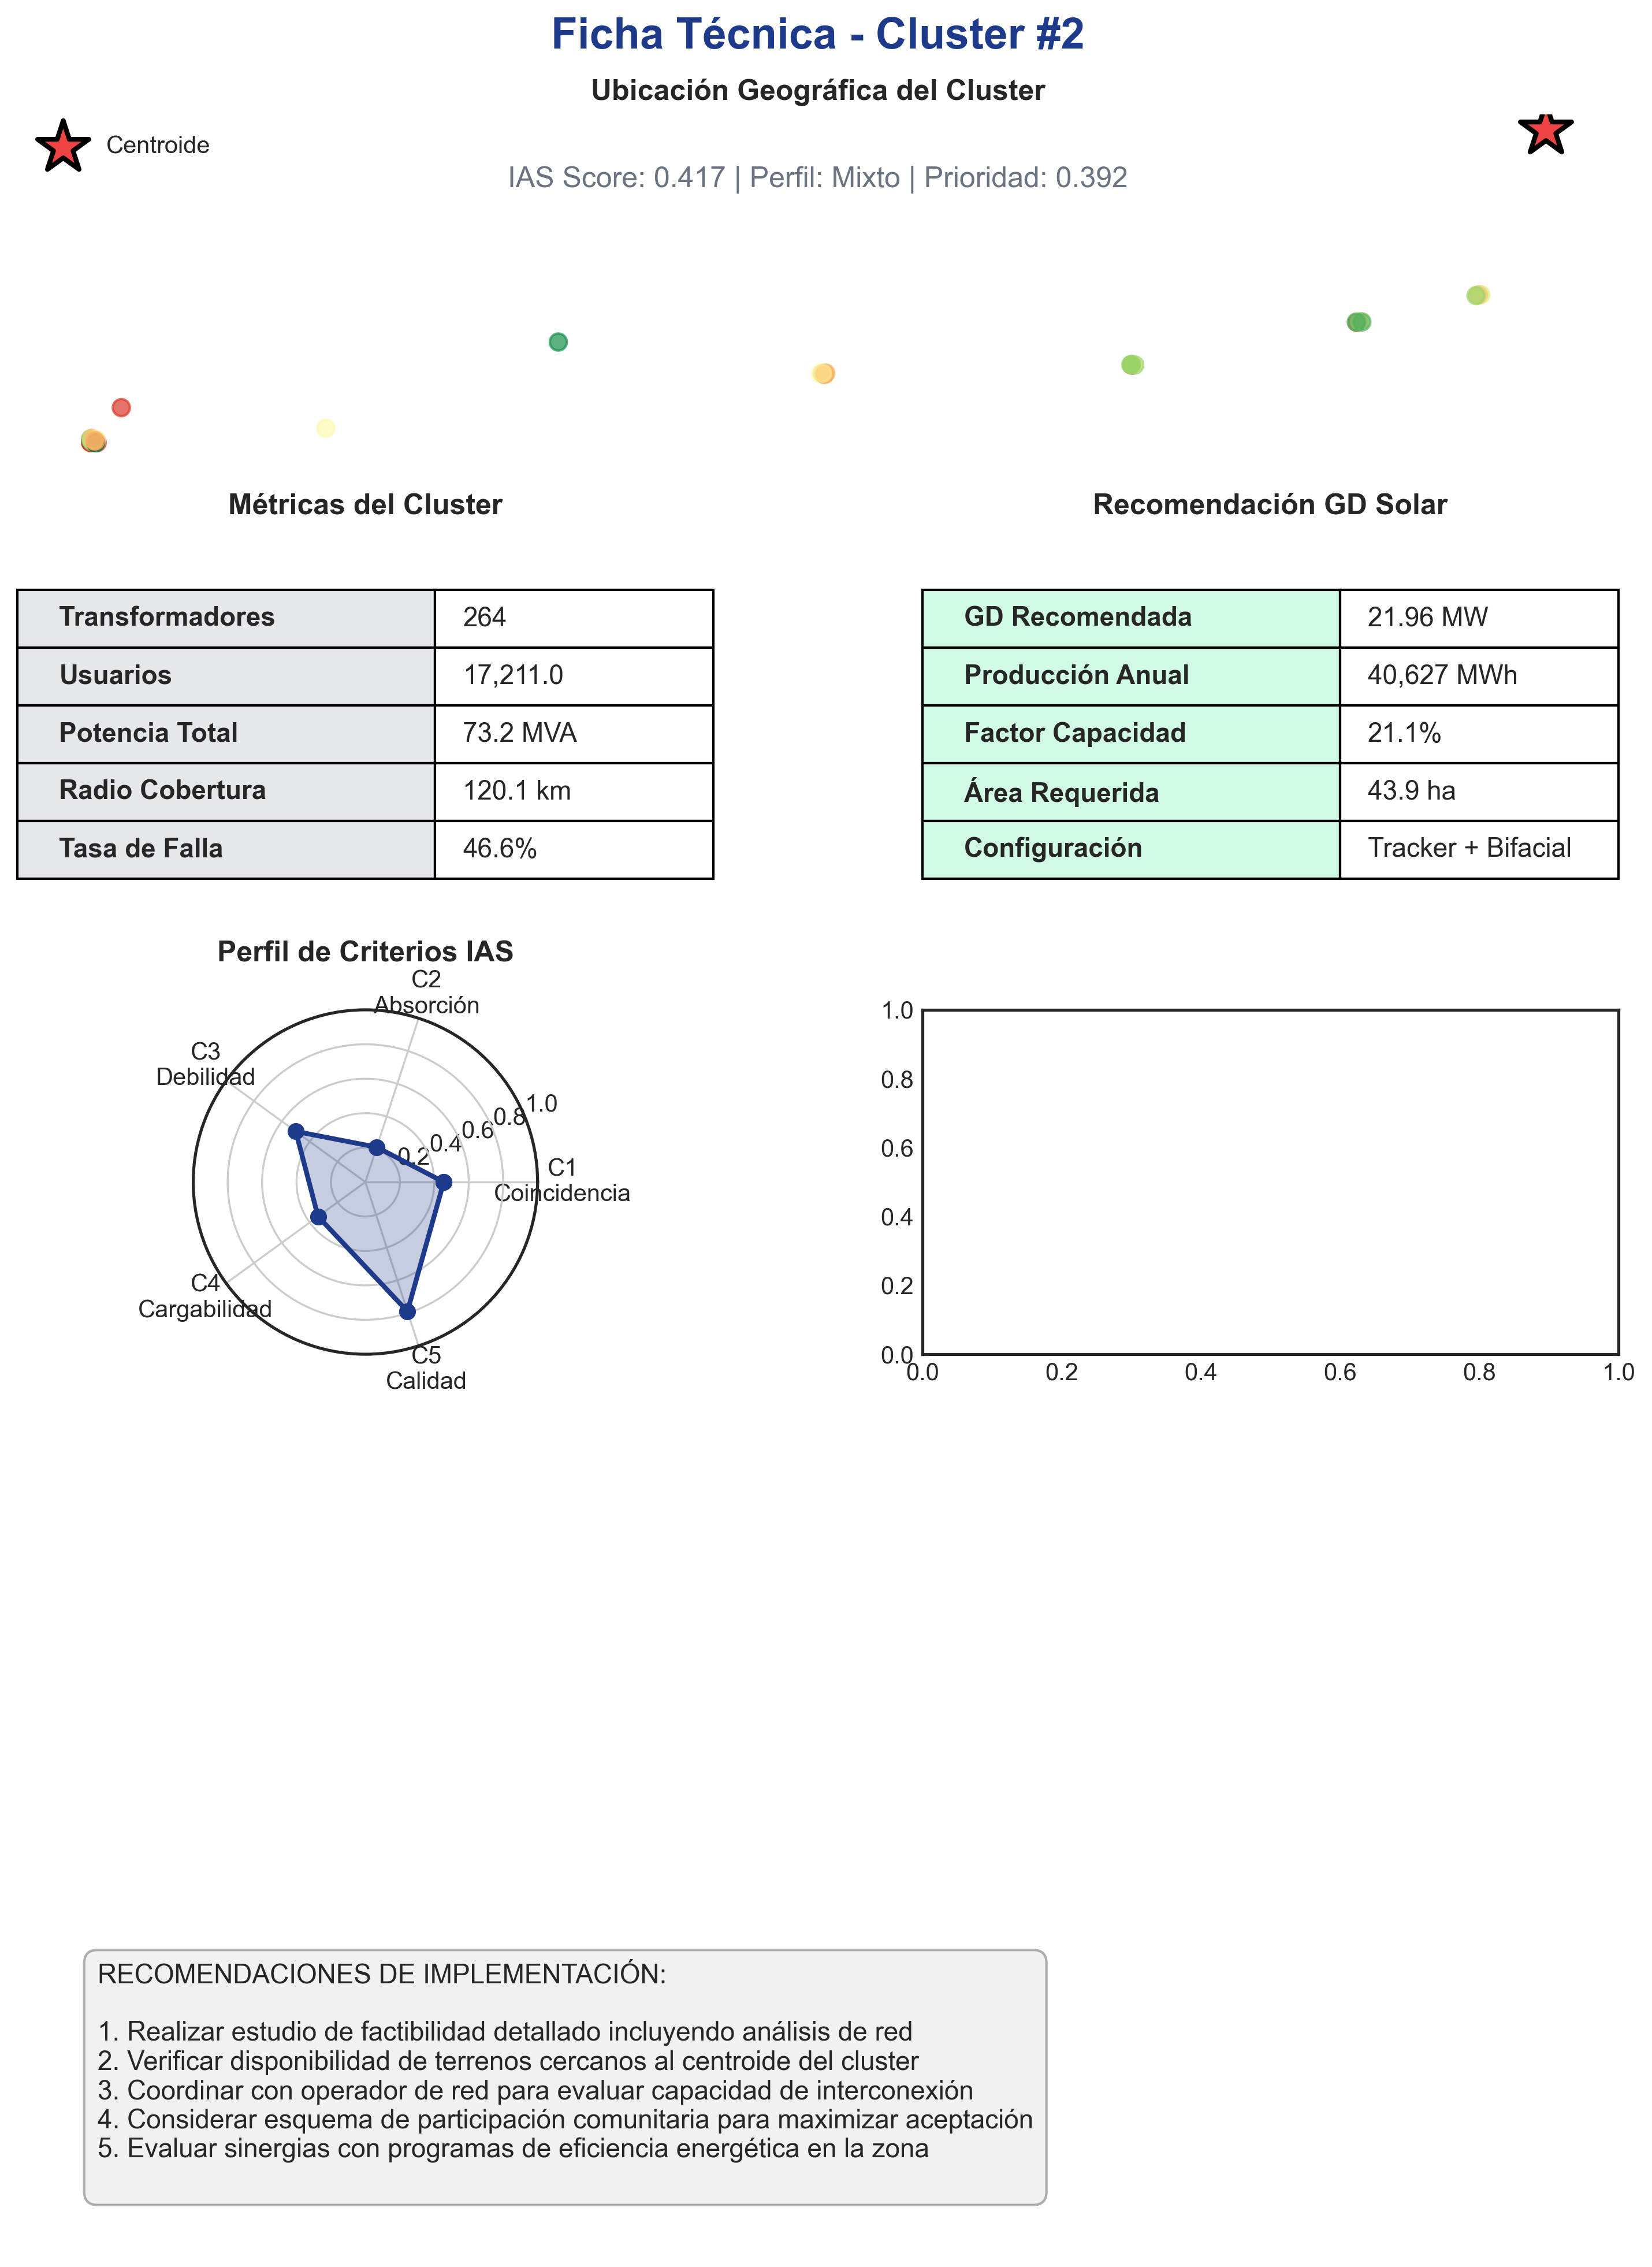 Ficha Técnica - Cluster #2
Ubicación Geográfica del Cluster
Centroide
IAS Score: 0.417 | Perfil: Mixto | Prioridad: 0.392
Métricas del Cluster
Transformadores 264
Usuarios 17,211.0
Potencia Total 73.2 MVA
Radio Cobertura 120.1 km
Tasa de Falla 46.6%
Recomendación GD Solar
GD Recomendada 21.96 MW
Producción Anual 40,627 MWh
Factor Capacidad 21.1%
Área Requerida 43.9 ha
Configuración Tracker + Bifacial
Perfil de Criterios IAS
C2
Absorción
C3
Debilidad
1.0
0.8
0.6
0.4
0.2
C1
Coincidencia
C4
Cargabilidad
C5
Calidad
1.0
0.8
0.6
0.4
0.2
0.0
0.0 0.2 0.4 0.6 0.8 1.0
RECOMENDACIONES DE IMPLEMENTACIÓN:
1. Realizar estudio de factibilidad detallado incluyendo análisis de red
2. Verificar disponibilidad de terrenos cercanos al centroide del cluster
3. Coordinar con operador de red para evaluar capacidad de interconexión
4. Considerar esquema de participación comunitaria para maximizar aceptación
5. Evaluar sinergias con programas de eficiencia energética en la zona